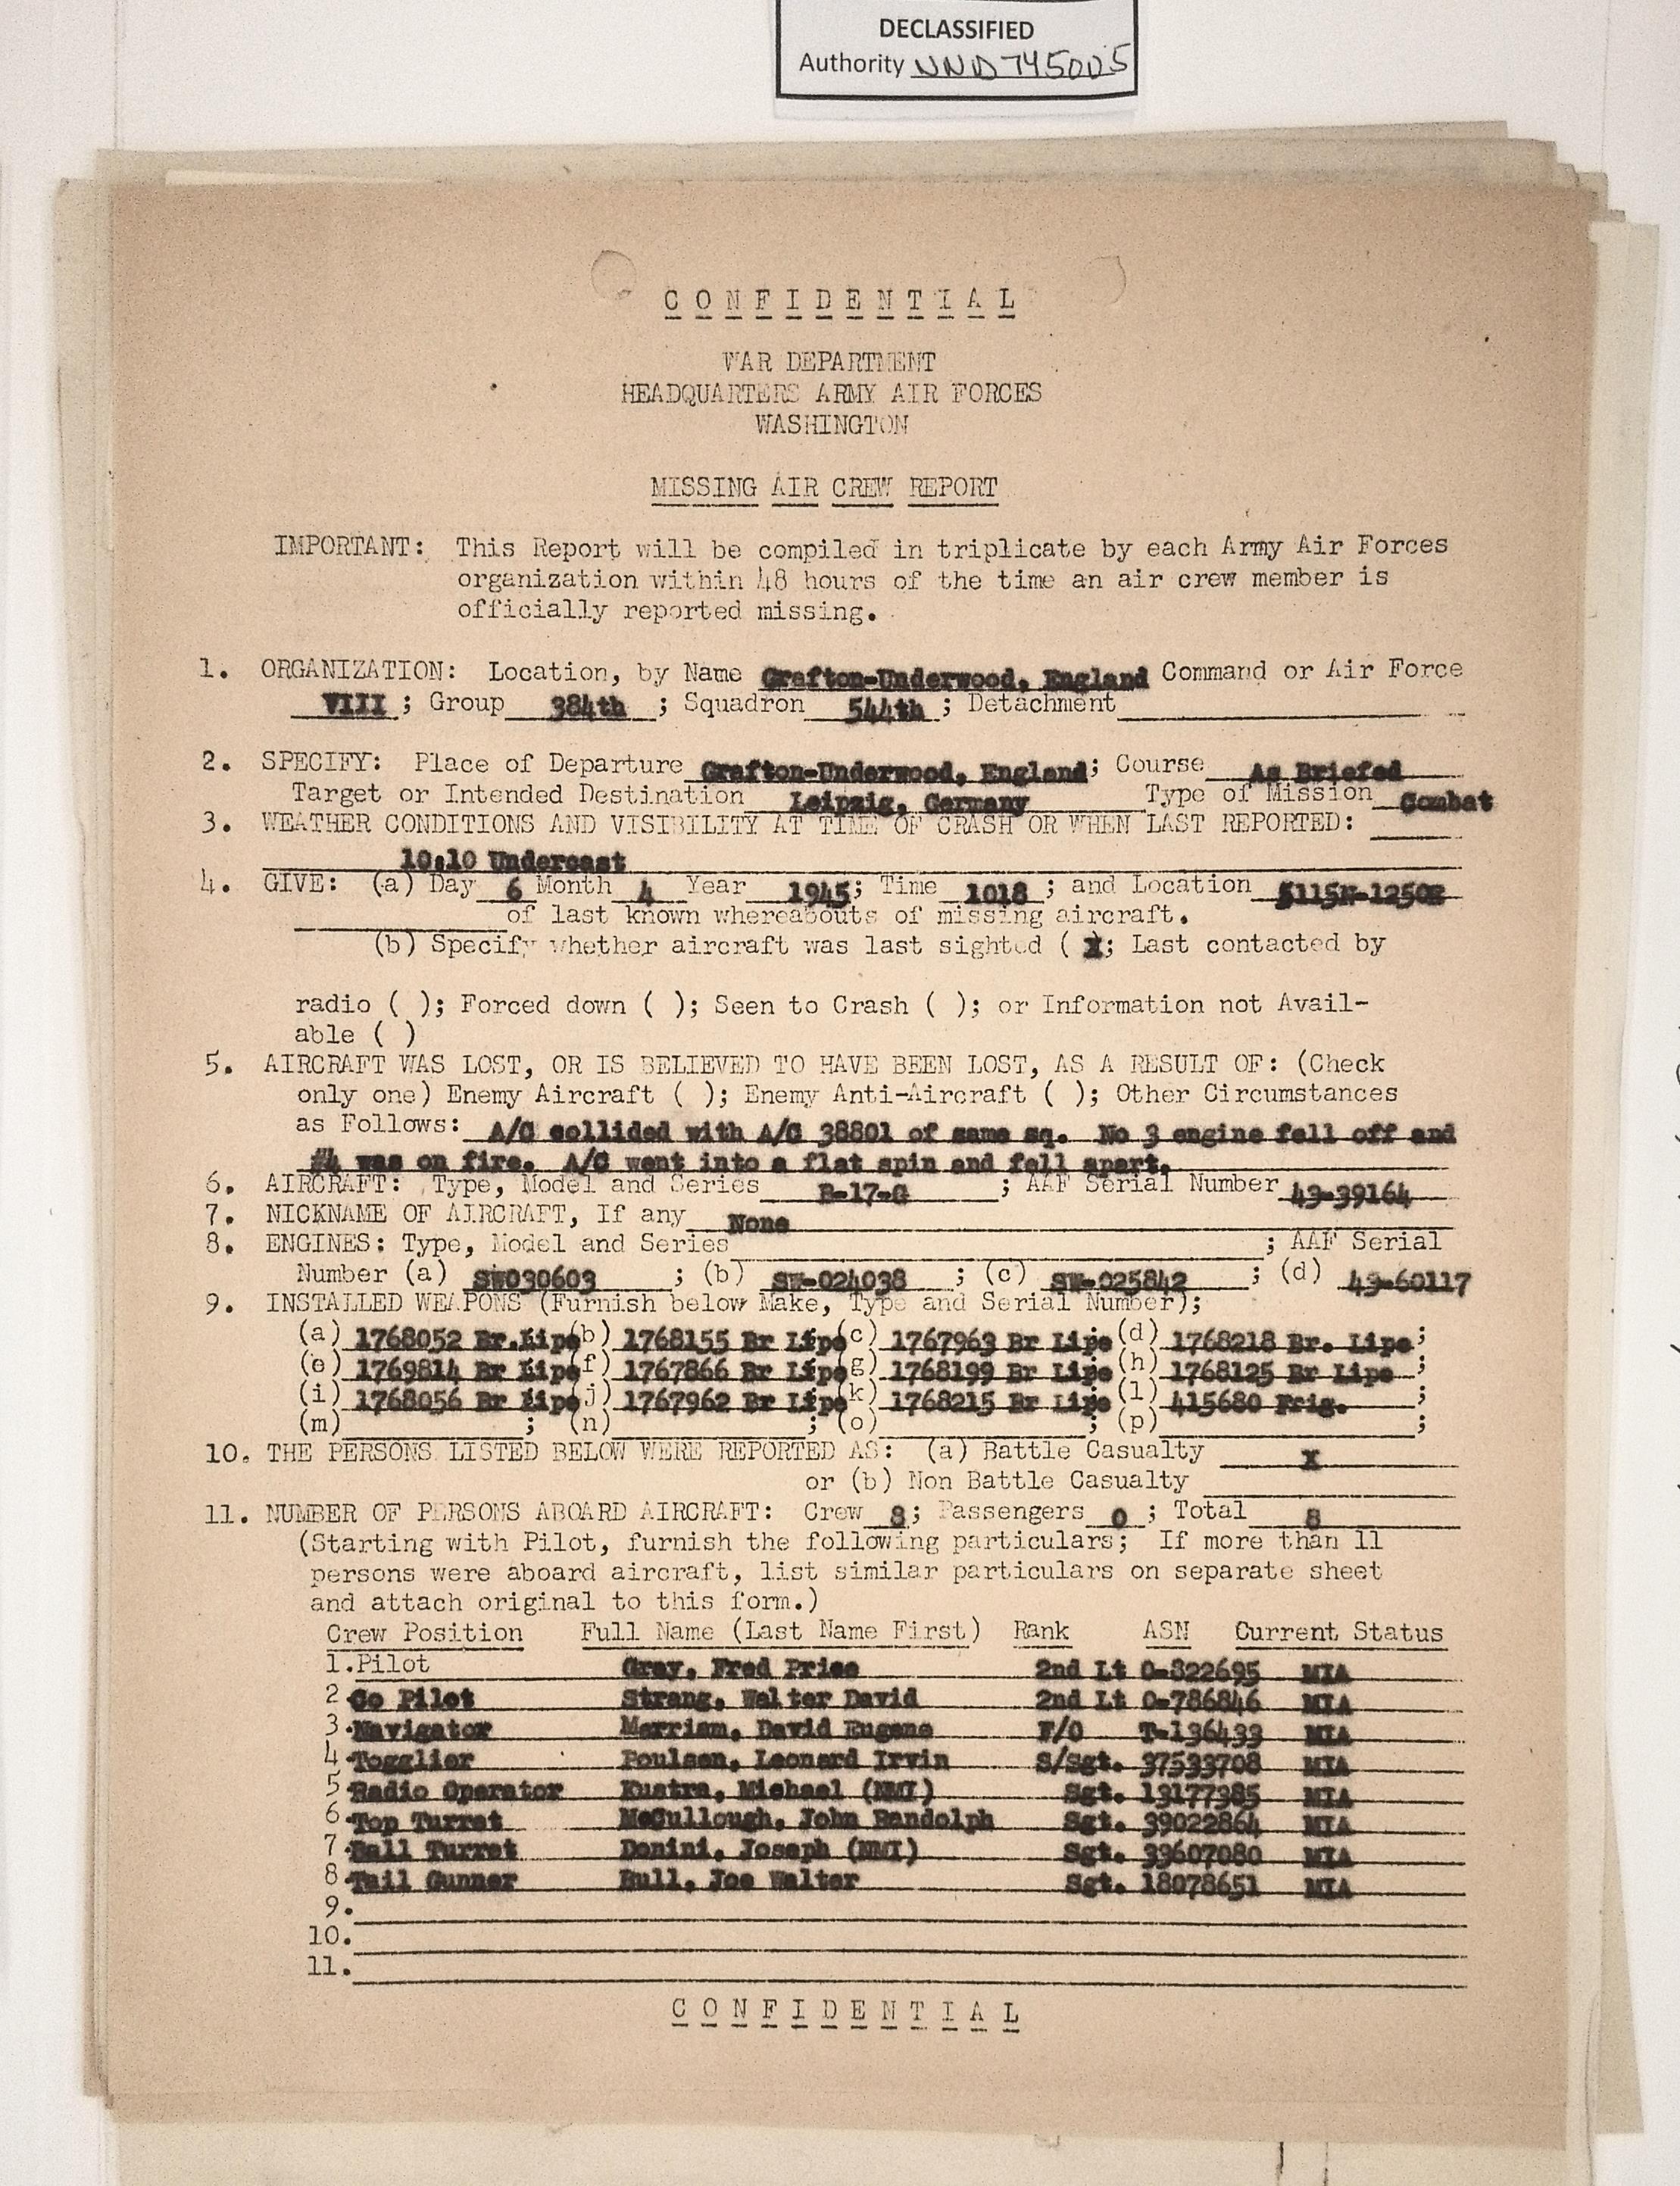 DECLASSIFIED
Authority NND 745005
CONFIDENTIAL
WAR DEPARTMENT
HEADQUARTERS ARMY AIR FORCES
WASHINGTON
MISSING AIR CREW REPORT
IMPORTANT: This Report will be compiled in triplicate by each Army Air Forces
organization within 48 hours of the time an air crew member is
officially reported missing.
1. ORGANIZATION: Location, by Name Grafton-Underwood, England Command or Air Force
VIII ; Group 384th ; Squadron 544th ; Detachment
2. SPECIFY: Place of Departure Grafton-Underwood, England; Course As Briefed
Target or Intended Destination Leipzig, Germany Type of Mission Combat
3. WEATHER CONDITIONS AND VISIBILITY AT TIME OF CRASH OR WHEN LAST REPORTED:
10:10 Undercast
4. GIVE: (a) Day 6 Month 4 Year 1945; Time 1018 ; and Location 5115N-1250E
of last known whereabouts of missing aircraft.
(b) Specify whether aircraft was last sighted ( X; Last contacted by
radio ( ); Forced down ( ); Seen to Crash ( ); or Information not Avail-
able ( )
5. AIRCRAFT WAS LOST, OR IS BELIEVED TO HAVE BEEN LOST, AS A RESULT OF: (Check
only one) Enemy Aircraft ( ); Enemy Anti-Aircraft ( ); Other Circumstances
as Follows: A/C collided with A/C 38801 of same sq. No 3 engine fell off and
#4 was on fire. A/C went into a flat spin and fell apart.
6. AIRCRAFT: Type, Model and Series B-17-G ; AAF Serial Number 43-39164
7. NICKNAME OF AIRCRAFT, If any None
8. ENGINES: Type, Model and Series ; AAF Serial
Number (a) SW030603 ; (b) SW-024038 ; (c) SW-025842 ; (d) 43-60117
9. INSTALLED WEAPONS (Furnish below Make, Type and Serial Number);
(a) 1768052 Br.Lipe (b) 1768155 Br Lipe (c) 1767963 Br Lipe (d) 1768218 Br. Lipe ;
(e) 1769814 Br Lipe (f) 1767866 Br Lipe (g) 1768199 Br Lipe (h) 1768125 Br Lipe ;
(i) 1768056 Br Lipe (j) 1767962 Br Lipe (k) 1768215 Br Lipe (l) 415680 Frig. ;
(m) ; (n) ; (o) ; (p) ;
10. THE PERSONS LISTED BELOW WERE REPORTED AS: (a) Battle Casualty X
or (b) Non Battle Casualty
11. NUMBER OF PERSONS ABOARD AIRCRAFT: Crew 8; Passengers 0 ; Total 8
(Starting with Pilot, furnish the following particulars; If more than 11
persons were aboard aircraft, list similar particulars on separate sheet
and attach original to this form.)
Crew Position Full Name (Last Name First) Rank ASN Current Status
1. Pilot Gray, Fred Price 2nd Lt O-822695 MIA
2 Co Pilot Strang, Walter David 2nd Lt O-786846 MIA
3. Navigator Merriam, David Eugene F/O T-136433 MIA
4 Togglier Poulsen, Leonard Irvin S/Sgt. 37533708 MIA
5 Radio Operator Kustra, Michael (NMI) Sgt. 13177985 MIA
6 Top Turret McCullough, John Randolph Sgt. 39022864 MIA
7 Ball Turret Donini, Joseph (NMI) Sgt. 39607080 MIA
8 Tail Gunner Bull, Joe Walter Sgt. 18078651 MIA
9.
10.
11.
CONFIDENTIAL